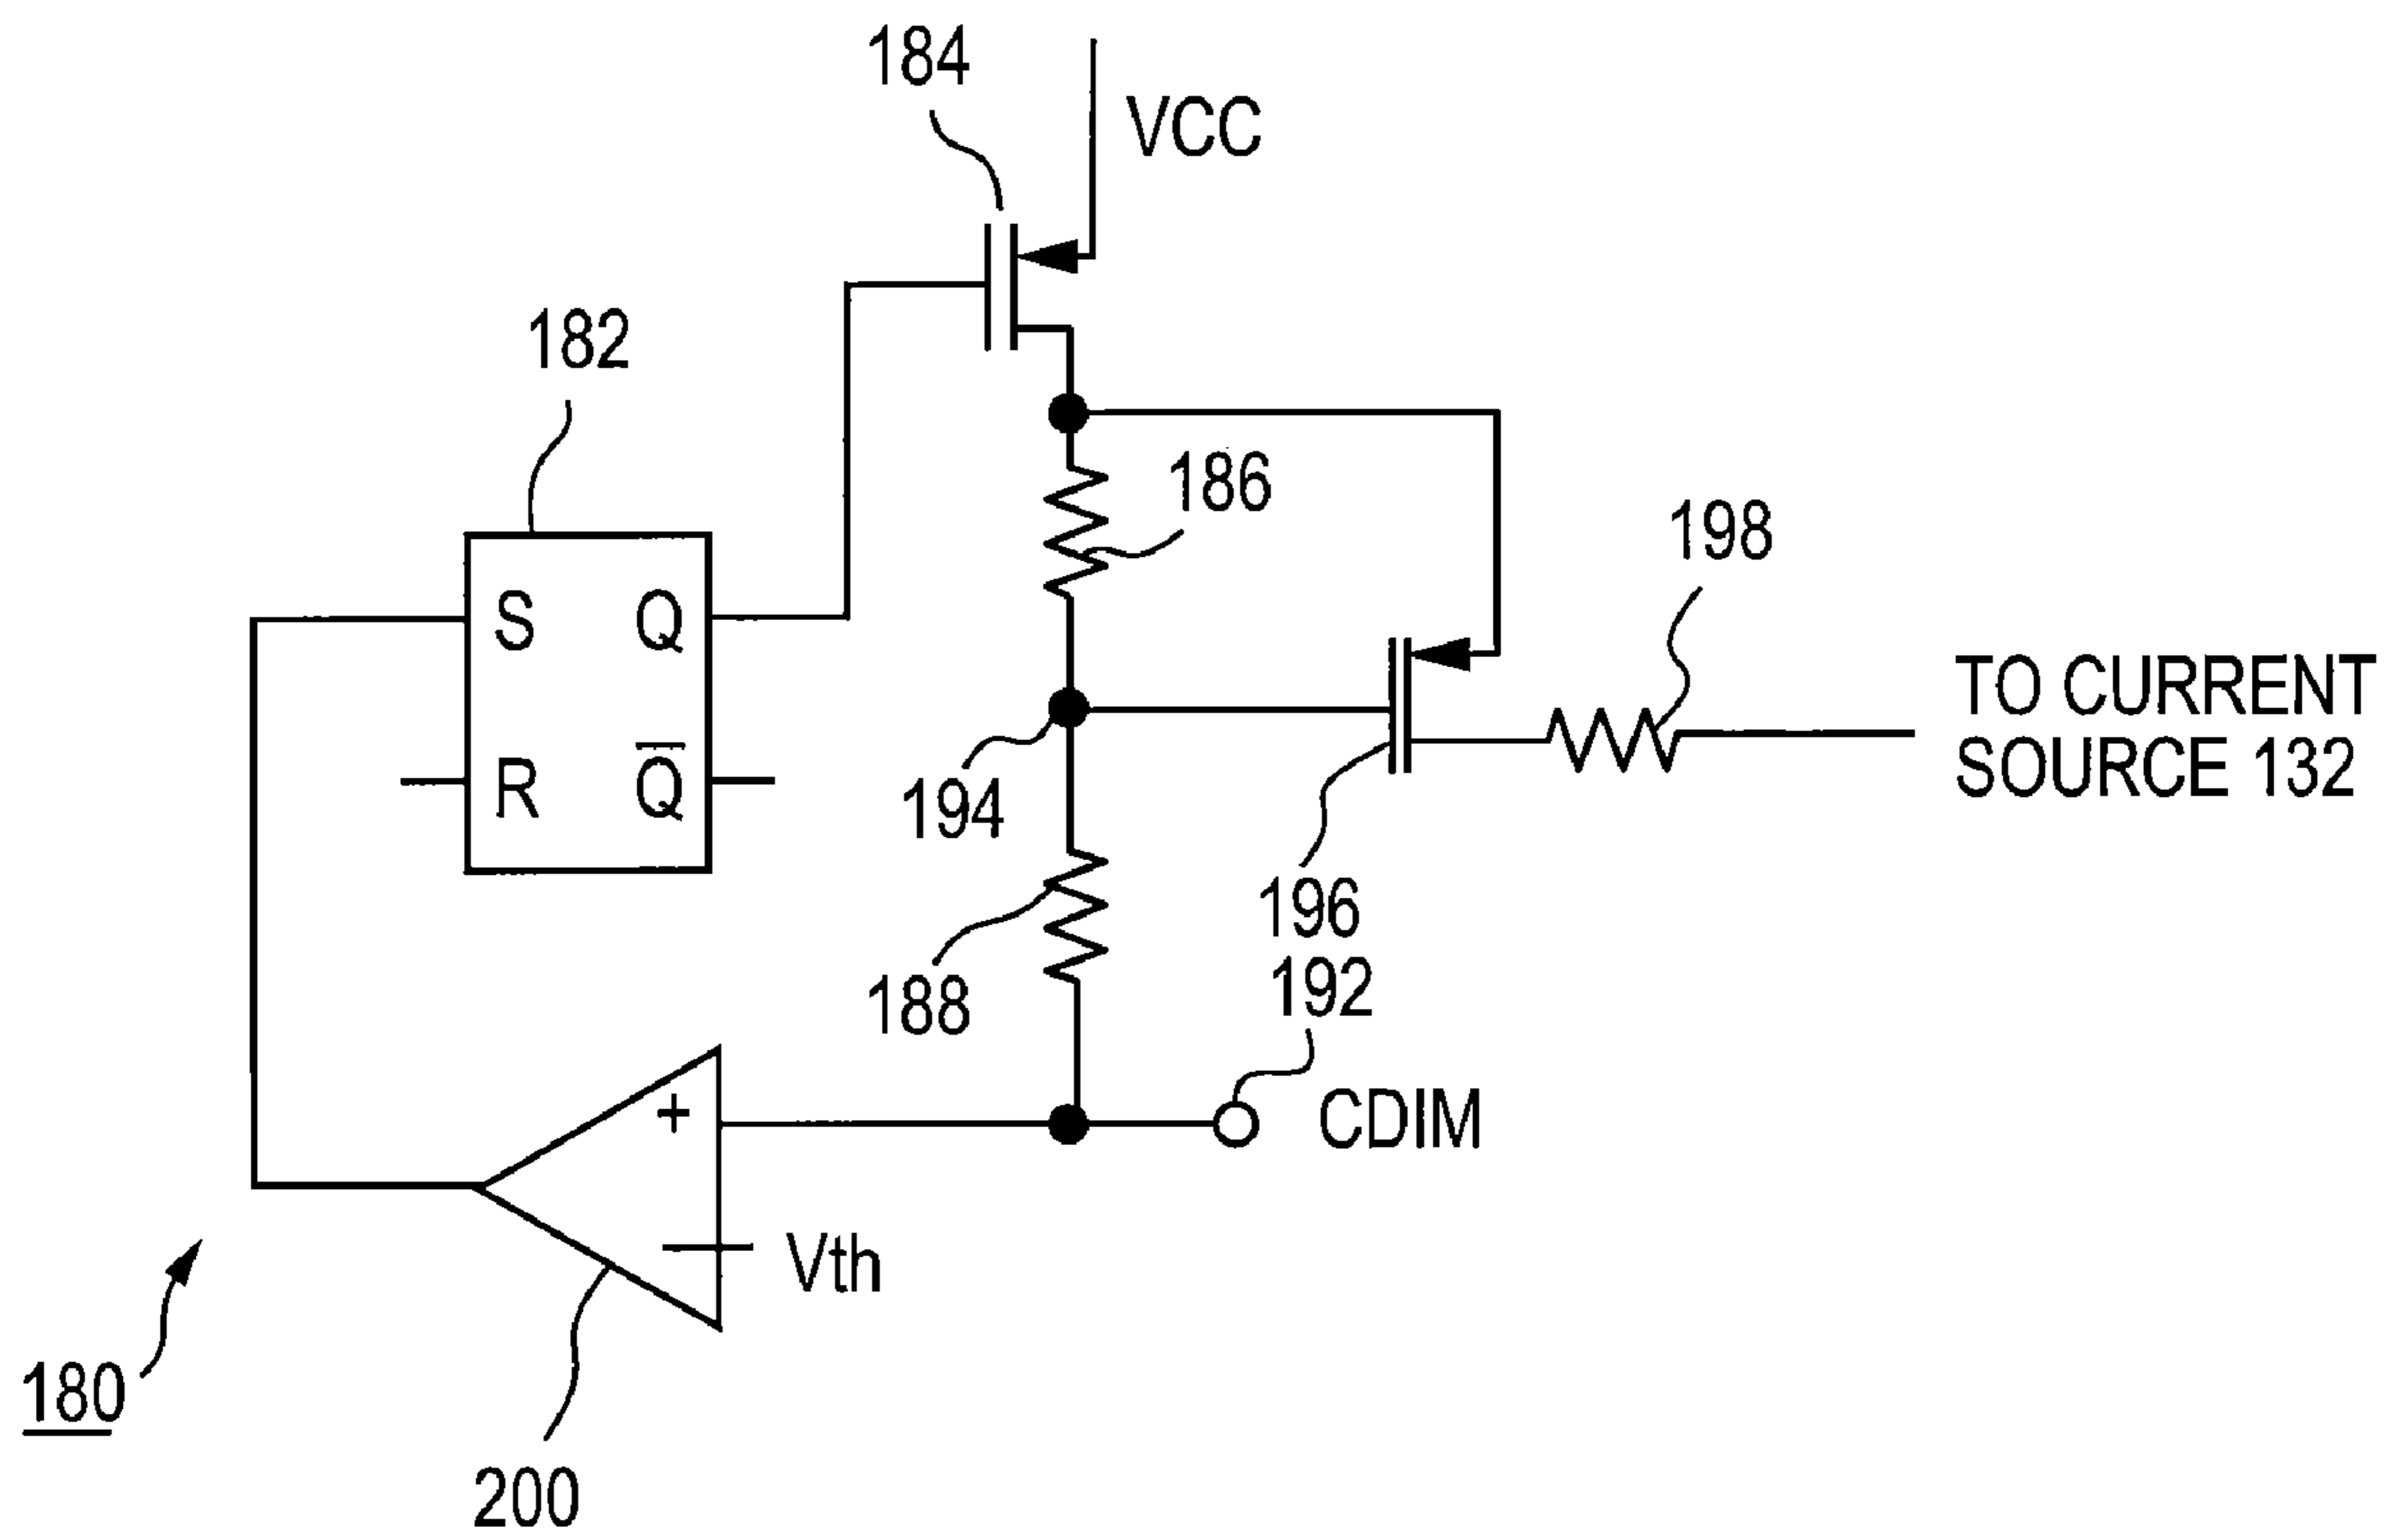 184
VCC
182
186
198
S Q
TO CURRENT
SOURCE 132
R Q̅
194
196
192
188
+
CDIM
Vth
180
200